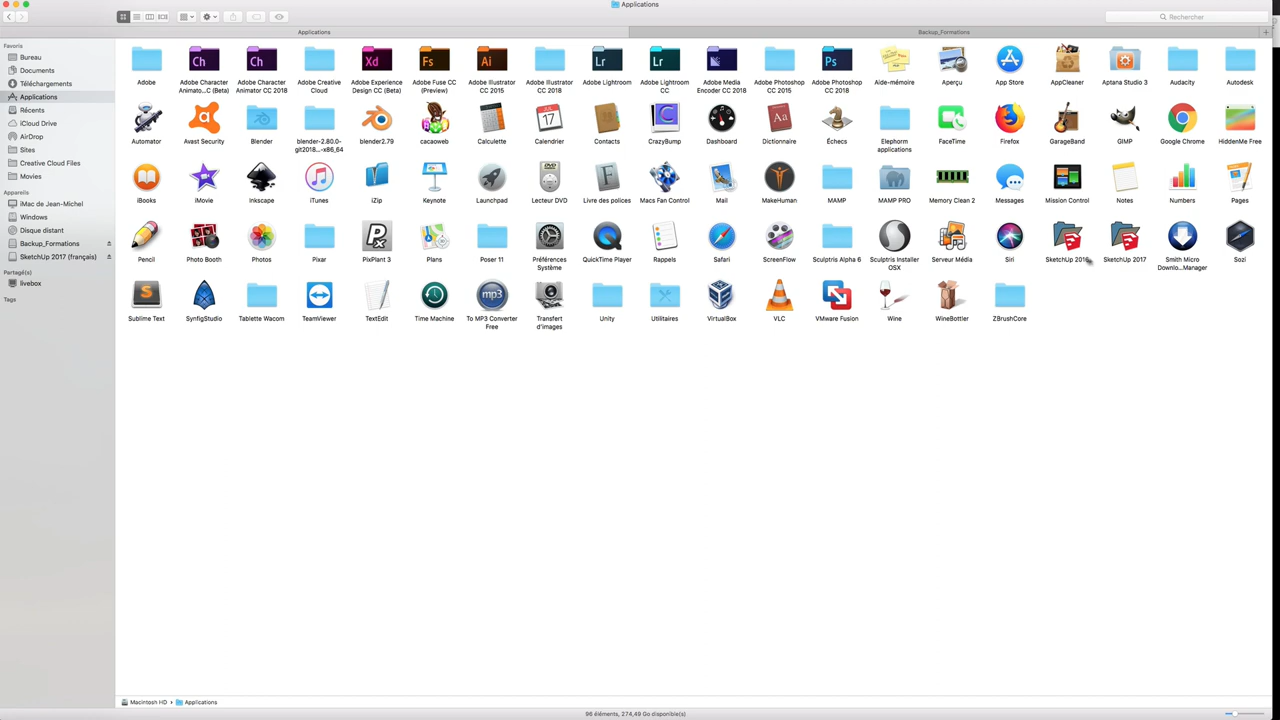 Applications
Rechercher
Applications
Backup_Formations
Favoris
Bureau
Documents
Téléchargements
Applications
Récents
iCloud Drive
AirDrop
Sites
Creative Cloud Files
Movies
Appareils
iMac de Jean-Michel
Windows
Disque distant
Backup_Formations
SketchUp 2017 (français)
Partagé(s)
livebox
Tags
Adobe
Adobe Character
Animato...C (Beta)
Adobe Character
Animator CC 2018
Adobe Creative
Cloud
Adobe Experience
Design CC (Beta)
Adobe Fuse CC
(Preview)
Adobe Illustrator
CC 2015
Adobe Illustrator
CC 2018
Adobe Lightroom
Adobe Lightroom
CC
Adobe Media
Encoder CC 2018
Adobe Photoshop
CC 2015
Adobe Photoshop
CC 2018
Aide-mémoire
Aperçu
App Store
AppCleaner
Aptana Studio 3
Audacity
Autodesk
Automator
Avast Security
Blender
blender-2.80.0-
git2018...-x86_64
blender2.79
cacaoweb
Calculette
Calendrier
Contacts
CrazyBump
Dashboard
Dictionnaire
Échecs
Elephorm
applications
FaceTime
Firefox
GarageBand
GIMP
Google Chrome
HiddenMe Free
iBooks
iMovie
Inkscape
iTunes
iZip
Keynote
Launchpad
Lecteur DVD
Livre des polices
Macs Fan Control
Mail
MakeHuman
MAMP
MAMP PRO
Memory Clean 2
Messages
Mission Control
Notes
Numbers
Pages
Pencil
Photo Booth
Photos
Pixar
PixPlant 3
Plans
Poser 11
Préférences
Système
QuickTime Player
Rappels
Safari
ScreenFlow
Sculptris Alpha 6
Sculptris Installer
OSX
Serveur Média
Siri
SketchUp 2016
SketchUp 2017
Smith Micro
Downlo...Manager
Sozi
Sublime Text
SynfigStudio
Tablette Wacom
TeamViewer
TextEdit
Time Machine
To MP3 Converter
Free
Transfert
d'images
Unity
Utilitaires
VirtualBox
VLC
VMware Fusion
Wine
WineBottler
ZBrushCore
Macintosh HD
Applications
96 éléments, 274,49 Go disponible(s)